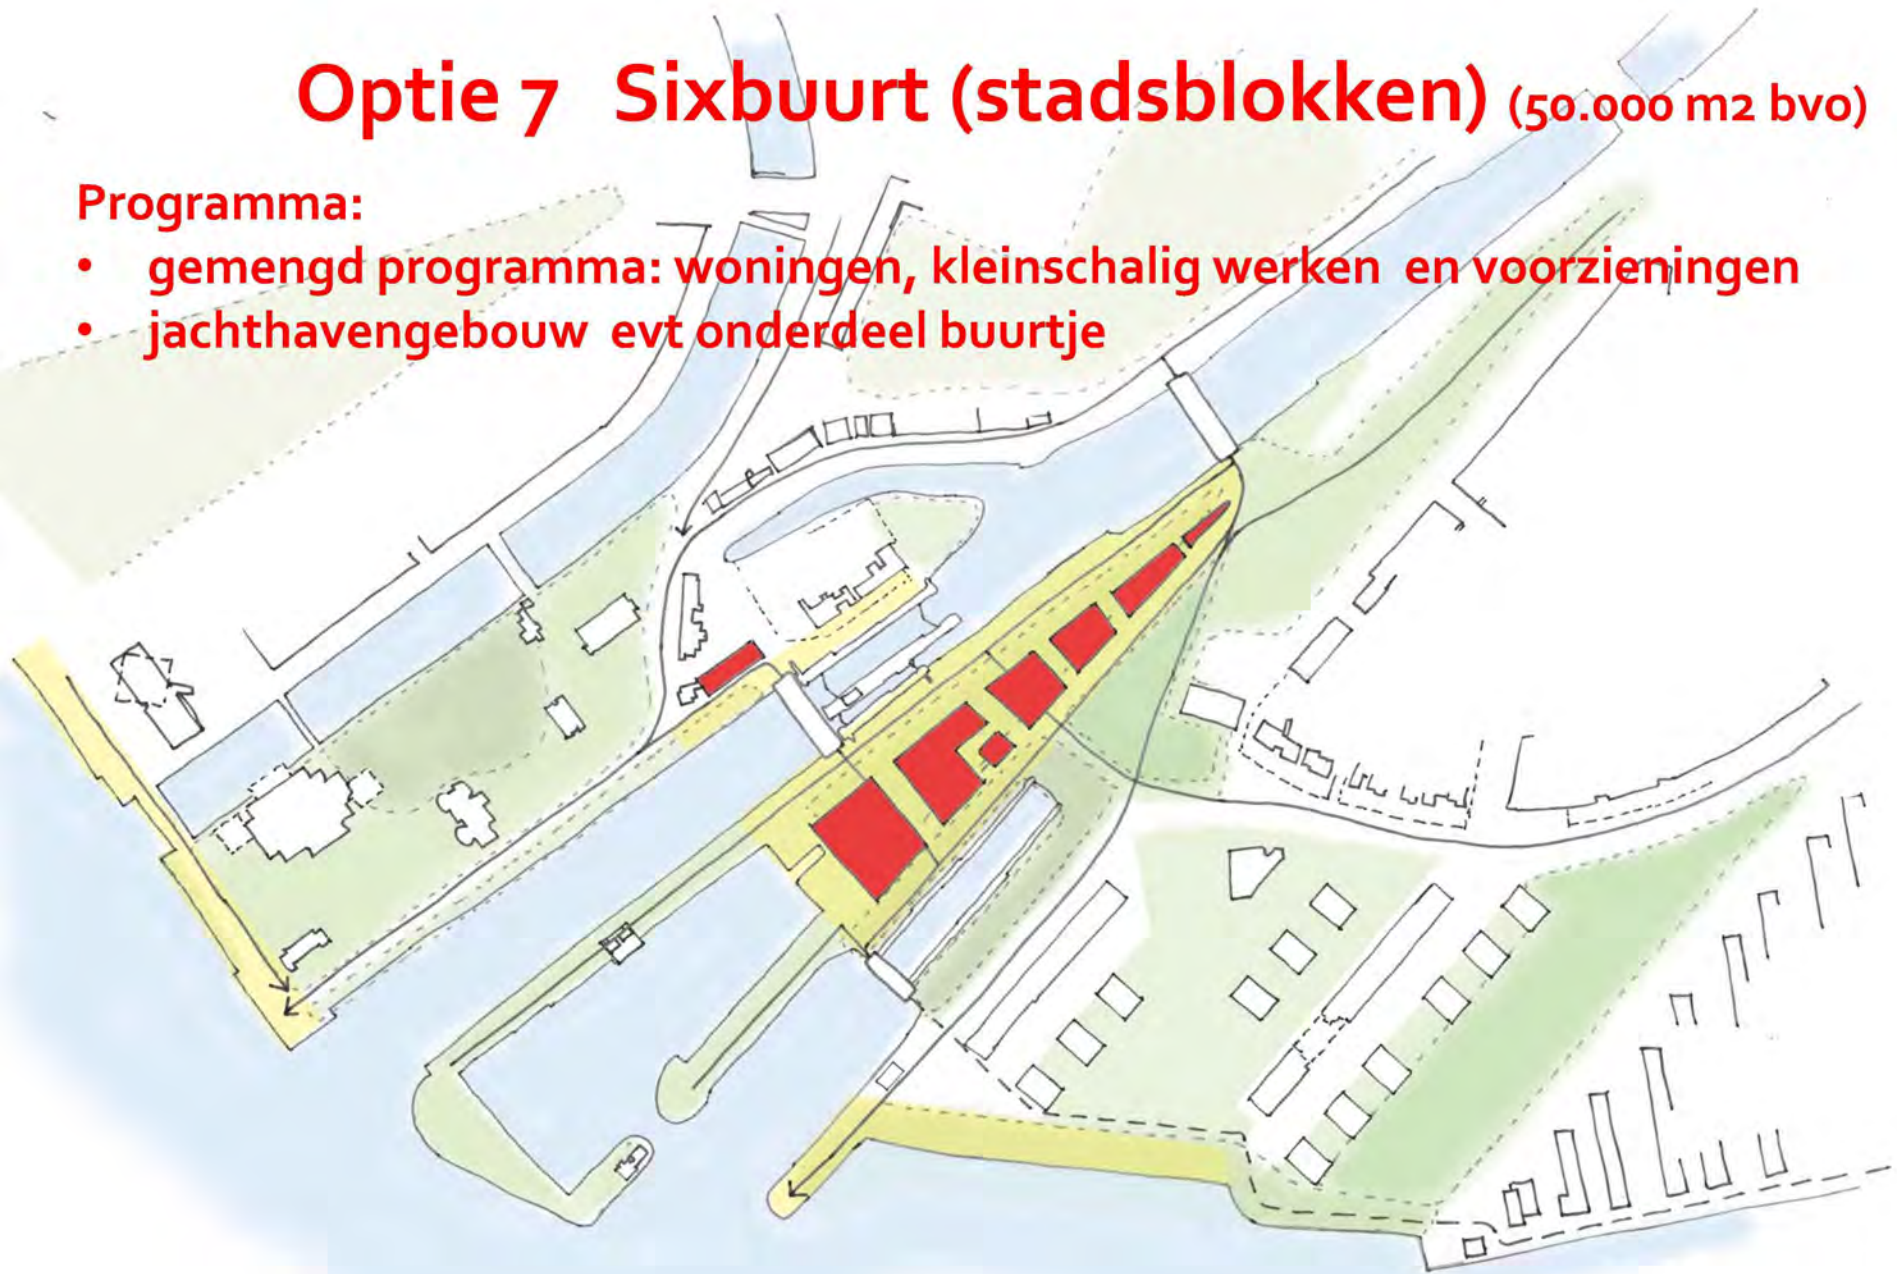 Optie 7 Sixbuurt (stadsblokken) (50.000 m2 bvo)
Programma:
• gemengd programma: woningen, kleinschalig werken en voorzieningen
• jachthavengebouw evt onderdeel buurtje